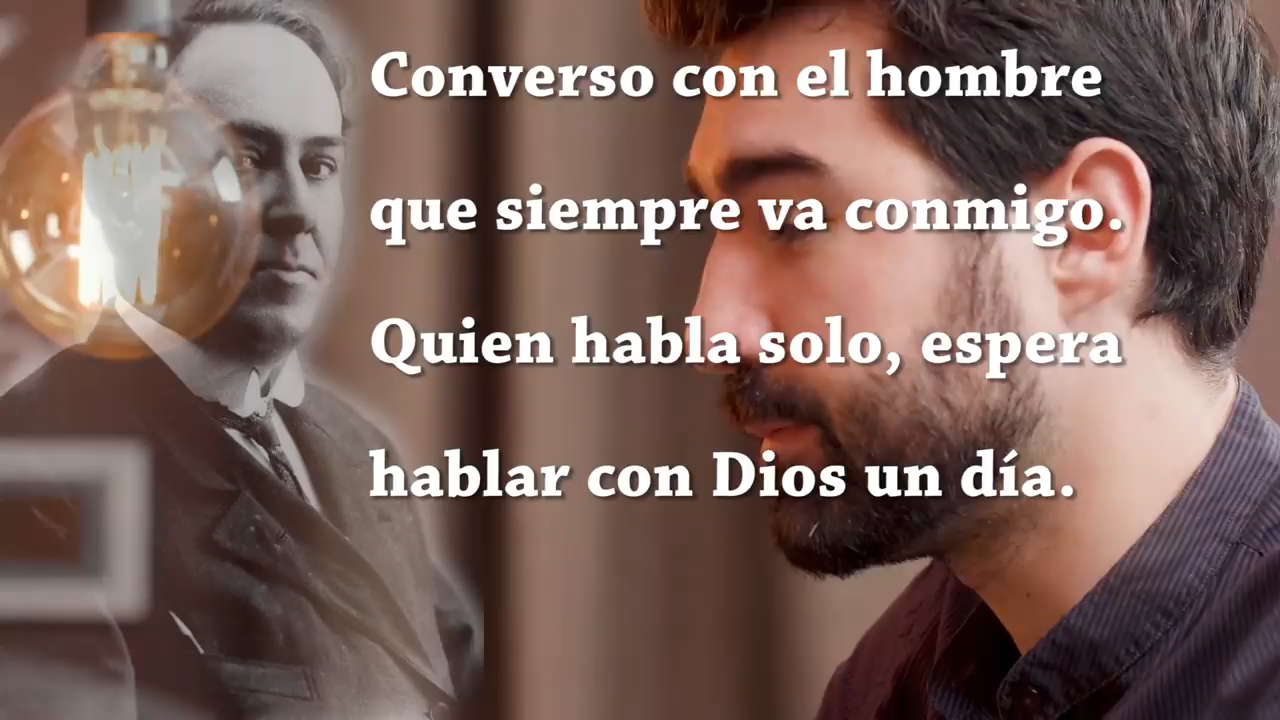 Converso con el hombre
que siempre va conmigo.
Quien habla solo, espera
hablar con Dios un día.